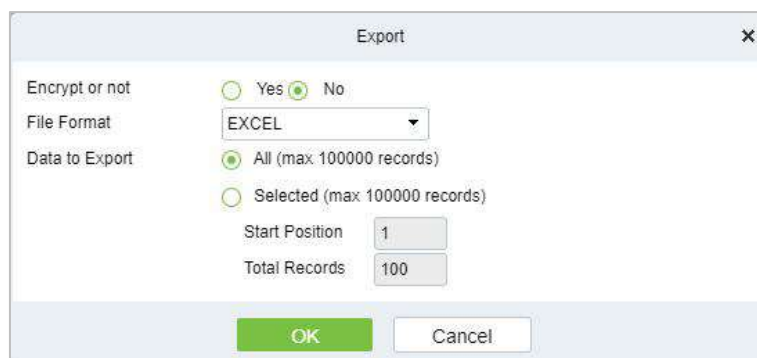 Export
Encrypt or not Yes No
File Format EXCEL
Data to Export All (max 100000 records)
Selected (max 100000 records)
Start Position 1
Total Records 100
OK Cancel